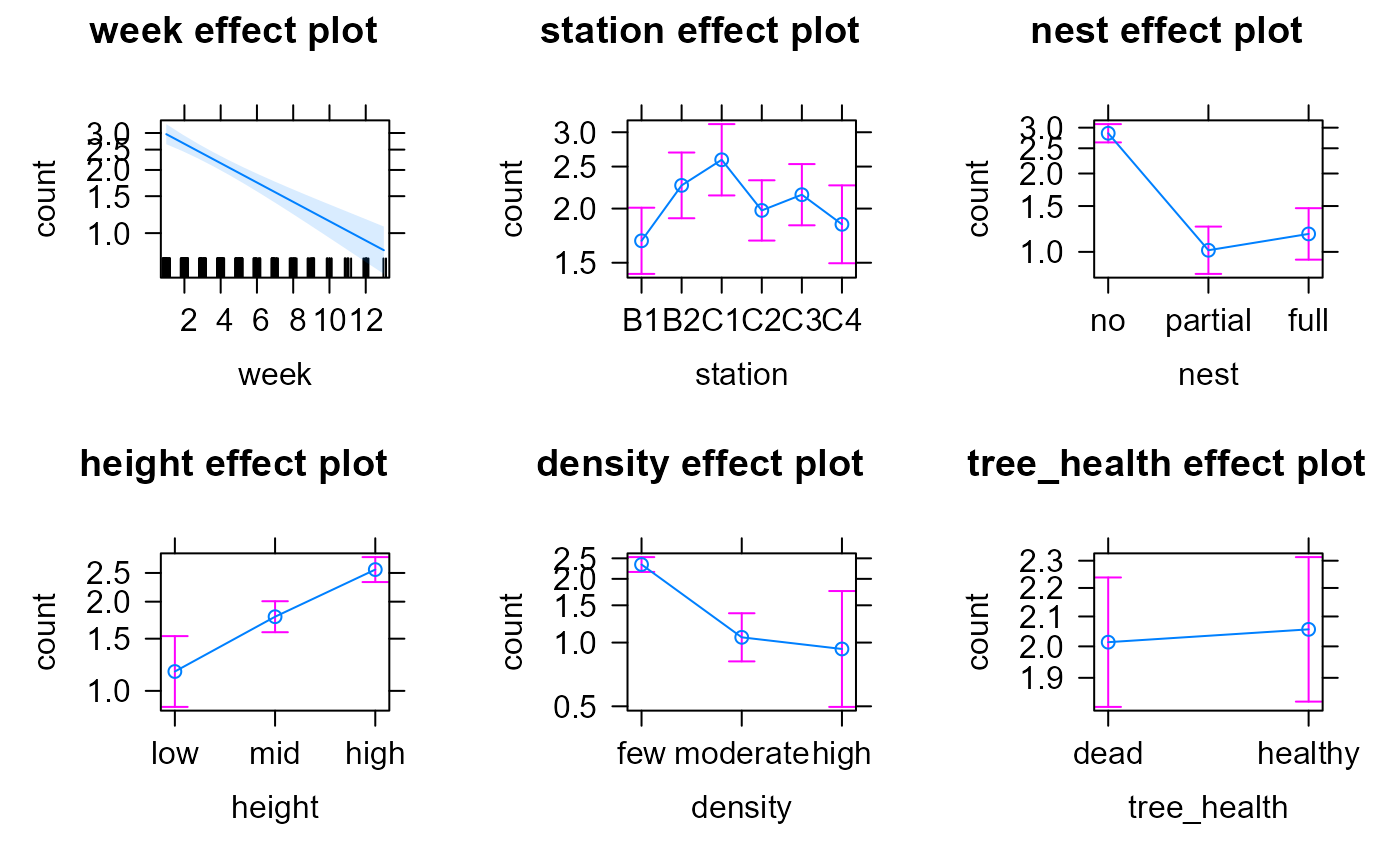 week effect plot
count
3.0
2.5
2.0
1.5
1.0
2 4 6 8 10 12
week
station effect plot
count
3.0
2.5
2.0
1.5
B1 B2 C1 C2 C3 C4
station
nest effect plot
count
3.0
2.5
2.0
1.5
1.0
no partial full
nest
height effect plot
count
2.5
2.0
1.5
1.0
low mid high
height
density effect plot
count
2.5
2.0
1.5
1.0
0.5
few moderate high
density
tree_health effect plot
count
2.3
2.2
2.1
2.0
1.9
dead healthy
tree_health